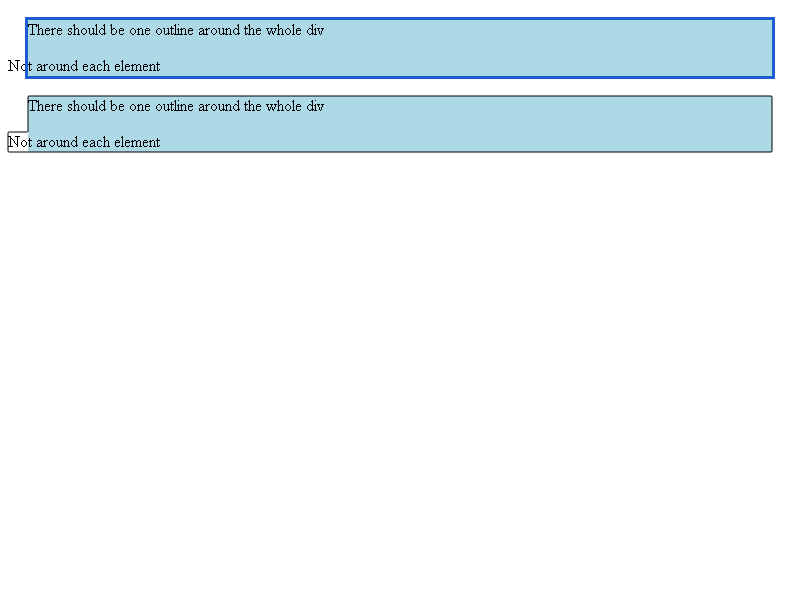 There should be one outline around the whole div
Not around each element
There should be one outline around the whole div
Not around each element